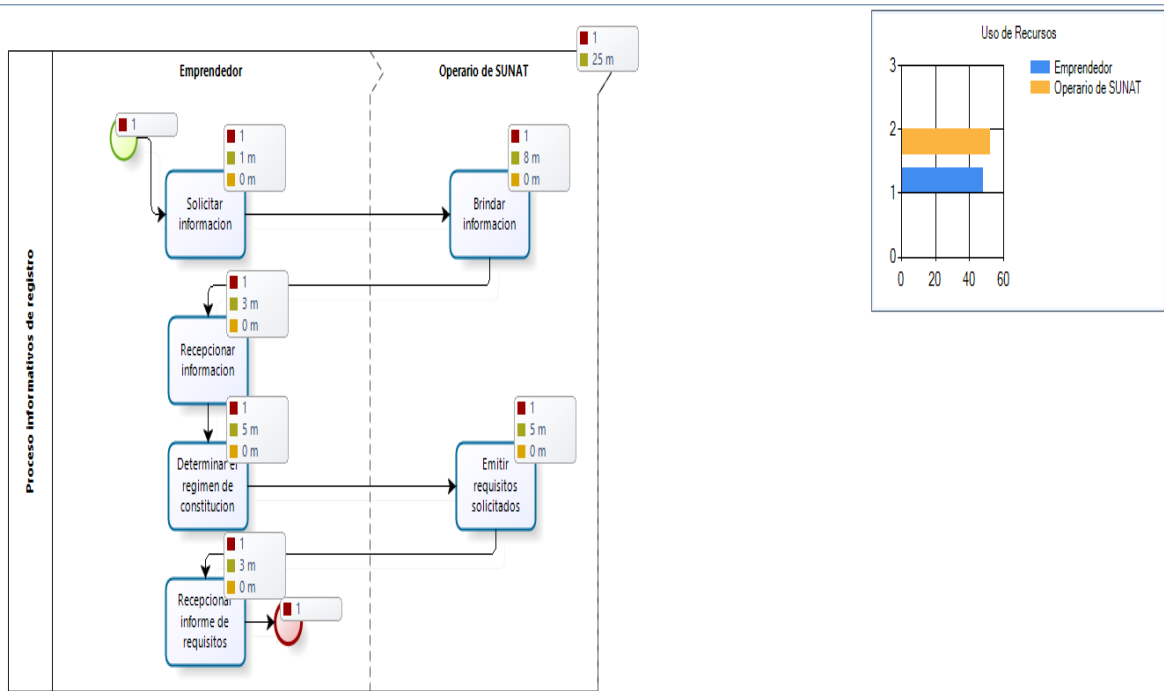 Proceso informativos de registro
Emprendedor
Operario de SUNAT
1
25 m
1
1
1 m
0 m
Solicitar
informacion
1
8 m
0 m
Brindar
informacion
1
3 m
0 m
Recepcionar
informacion
1
5 m
0 m
Determinar el
regimen de
constitucion
1
5 m
0 m
Emitir
requisitos
solicitados
1
3 m
0 m
Recepcionar
informe de
requisitos
1
Uso de Recursos
Emprendedor
Operario de SUNAT
3
2
1
0
0 20 40 60